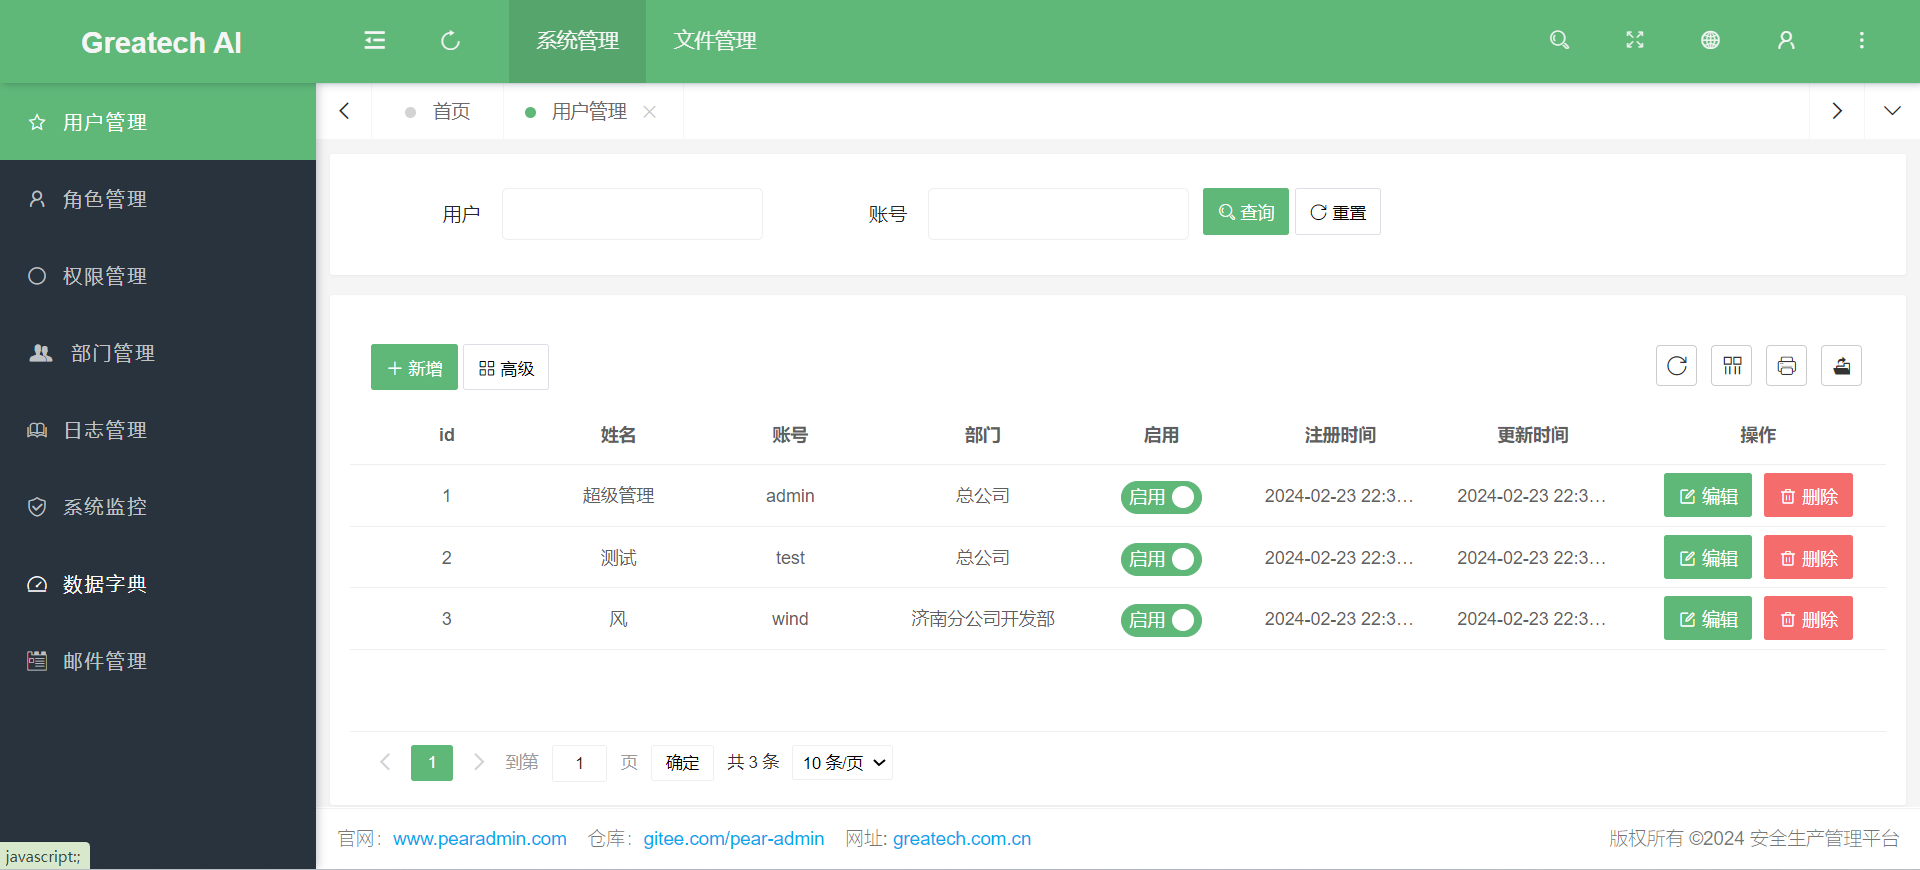 Greatech AI
系统管理 文件管理
用户管理
角色管理
权限管理
部门管理
日志管理
系统监控
数据字典
邮件管理
首页 用户管理
用户 账号 查询 重置
新增 高级
id 姓名 账号 部门 启用 注册时间 更新时间 操作
1 超级管理 admin 总公司 启用 2024-02-23 22:3... 2024-02-23 22:3... 编辑 删除
2 测试 test 总公司 启用 2024-02-23 22:3... 2024-02-23 22:3... 编辑 删除
3 风 wind 济南分公司开发部 启用 2024-02-23 22:3... 2024-02-23 22:3... 编辑 删除
1 到第 1 页 确定 共 3 条 10 条/页
官网：www.pearadmin.com 仓库：gitee.com/pear-admin 网址: greatech.com.cn 版权所有 ©2024 安全生产管理平台
javascript:;